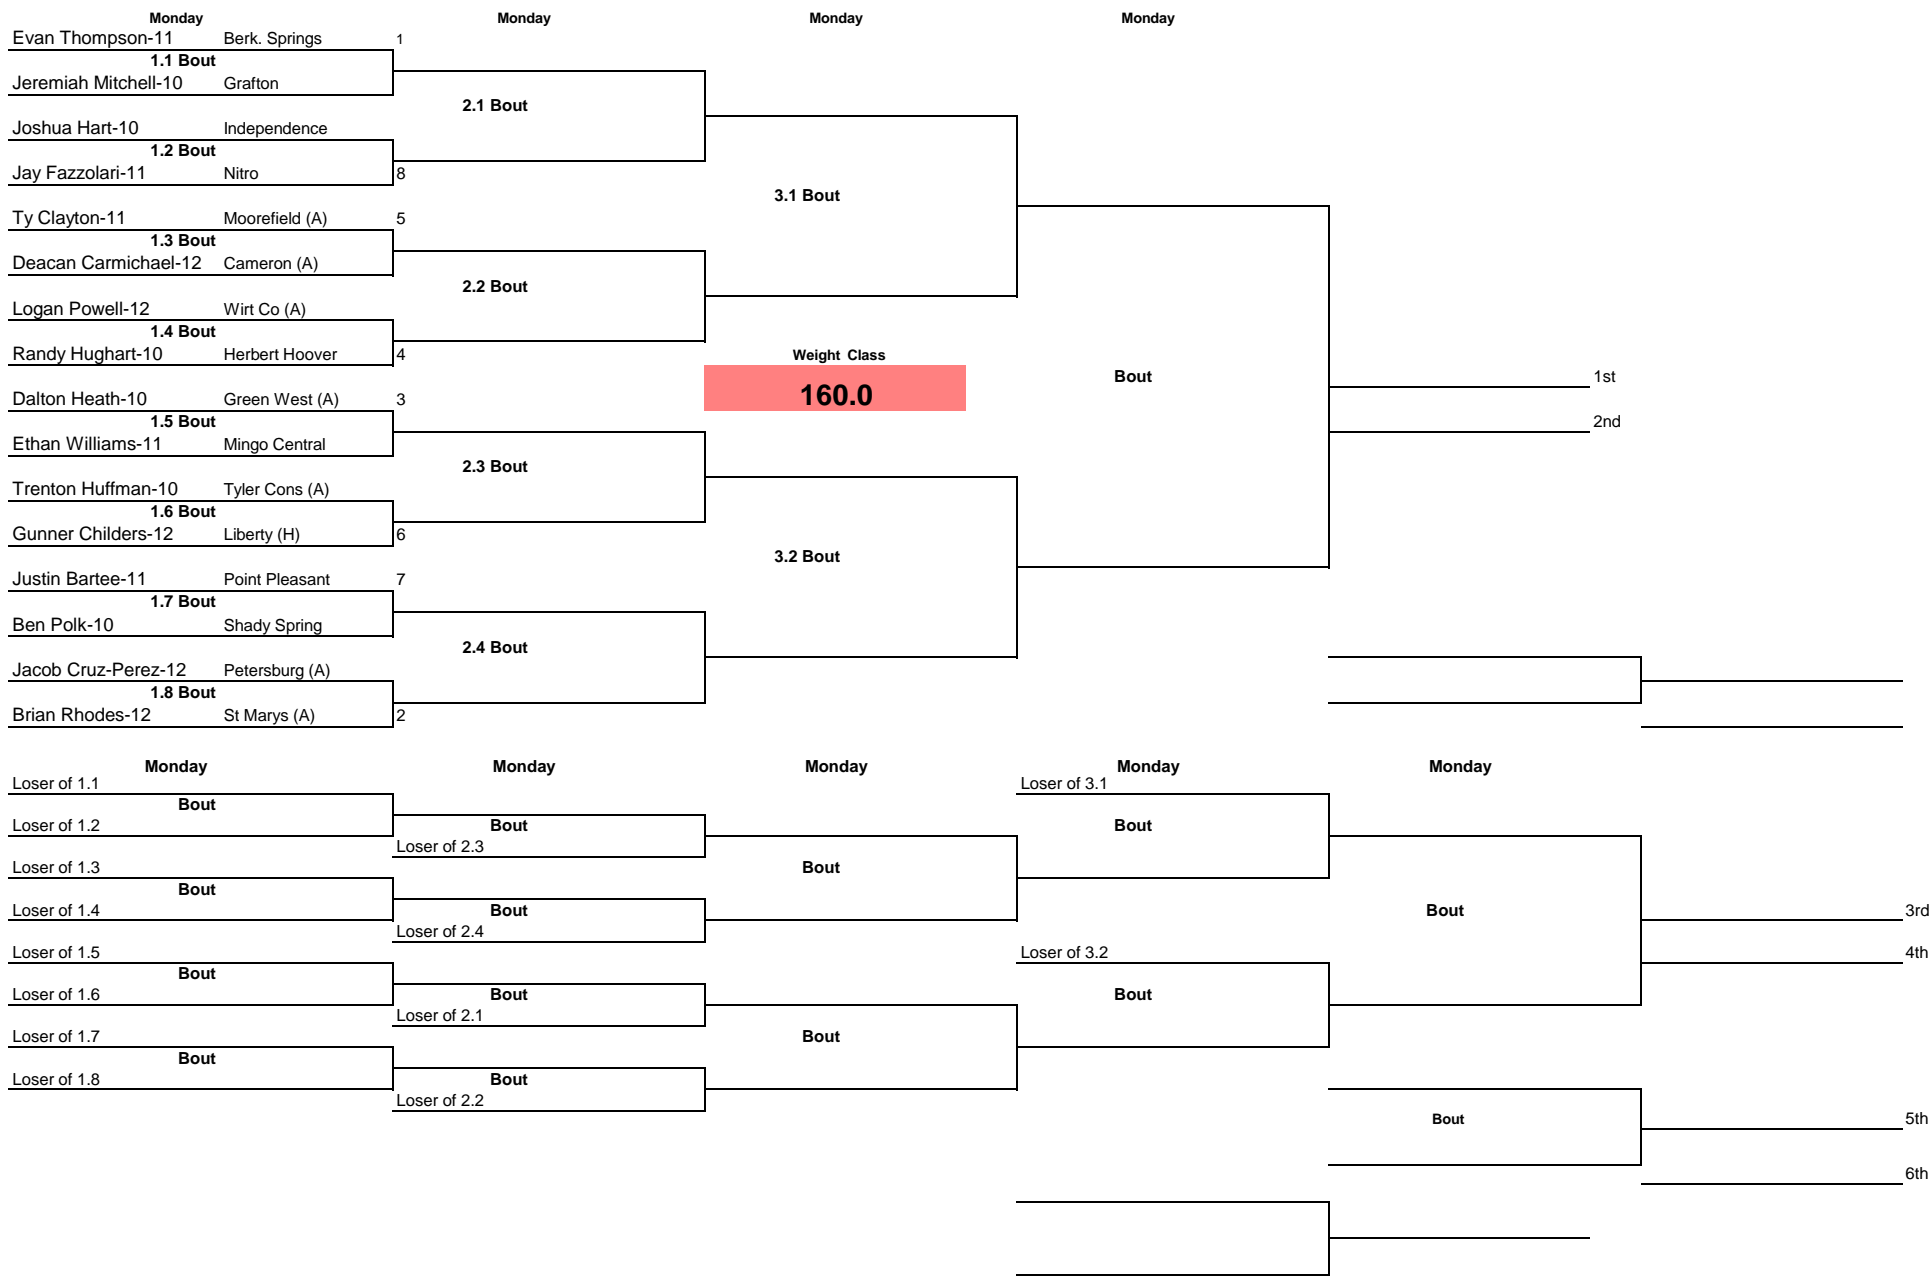 Monday Monday Monday Monday
Evan Thompson-11 Berk. Springs 1
1.1 Bout
Jeremiah Mitchell-10 Grafton
2.1 Bout
Joshua Hart-10 Independence
1.2 Bout
Jay Fazzolari-11 Nitro 8
3.1 Bout
Ty Clayton-11 Moorefield (A) 5
1.3 Bout
Deacan Carmichael-12 Cameron (A)
2.2 Bout
Logan Powell-12 Wirt Co (A)
1.4 Bout
Randy Hughart-10 Herbert Hoover 4
Weight Class
Bout
1st
160.0
Dalton Heath-10 Green West (A) 3
1.5 Bout
2nd
Ethan Williams-11 Mingo Central
2.3 Bout
Trenton Huffman-10 Tyler Cons (A)
1.6 Bout
Gunner Childers-12 Liberty (H) 6
3.2 Bout
Justin Bartee-11 Point Pleasant 7
1.7 Bout
Ben Polk-10 Shady Spring
2.4 Bout
Jacob Cruz-Perez-12 Petersburg (A)
1.8 Bout
Brian Rhodes-12 St Marys (A) 2
Monday Monday Monday Monday Monday
Loser of 1.1 Loser of 3.1
Bout
Loser of 1.2 Bout Bout
Loser of 2.3
Loser of 1.3 Bout
Bout
Loser of 1.4 Bout Bout 3rd
Loser of 2.4
Loser of 1.5 Loser of 3.2 4th
Bout
Loser of 1.6 Bout Bout
Loser of 2.1
Loser of 1.7 Bout
Bout
Loser of 1.8 Bout
Loser of 2.2
Bout 5th
6th